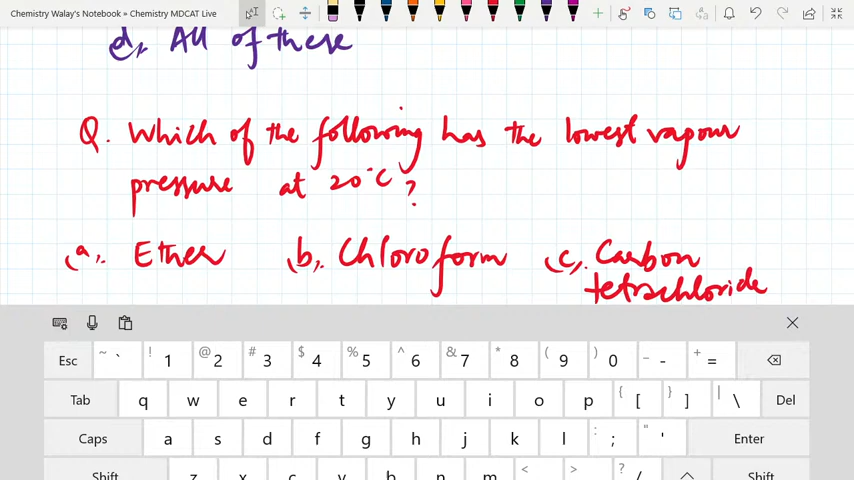 Chemistry Walay's Notebook » Chemistry MDCAT Live
d, All of these
Q. Which of the following has the lowest vapour
pressure at 20°C ?
(a, Ether (b, Chloroform (c, Carbon
tetrachloride
Esc ~ ` ! 1 @ 2 # 3 $ 4 % 5 ^ 6 & 7 * 8 ( 9 ) 0 _ - + =
Tab q w e r t y u i o p { [ } ] | \ Del
Caps a s d f g h j k l : ; " ' Enter
Shift z x c v b n m < , > . ? / Shift